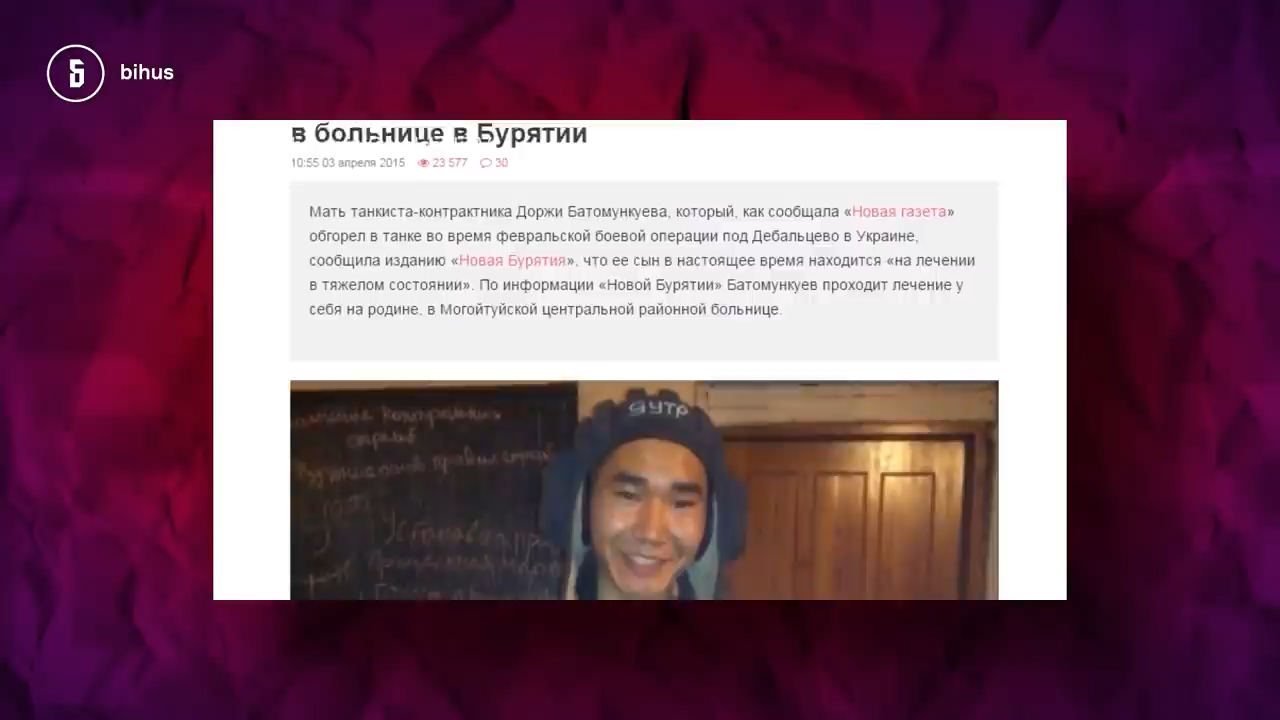 bihus
в больнице в Бурятии
10:55 03 апреля 2015 23 577 30
Мать танкиста-контрактника Доржи Батомункуева, который, как сообщала «Новая газета»
обгорел в танке во время февральской боевой операции под Дебальцево в Украине,
сообщила изданию «Новая Бурятия», что ее сын в настоящее время находится «на лечении
в тяжелом состоянии». По информации «Новой Бурятии» Батомункуев проходит лечение у
себя на родине, в Могойтуйской центральной районной больнице.